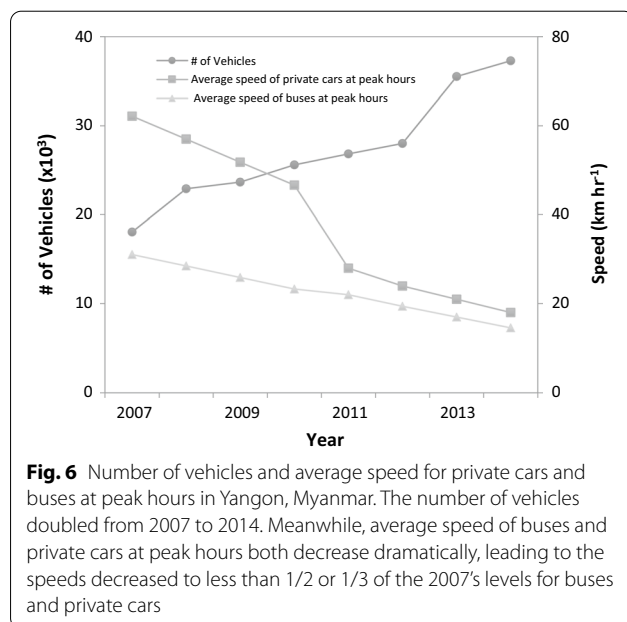 40
30
20
10
0
# of Vehicles (x10³)
# of Vehicles
Average speed of private cars at peak hours
Average speed of buses at peak hours
80
60
40
20
0
Speed (km hr⁻¹)
2007
2009
2011
2013
Year
Fig. 6 Number of vehicles and average speed for private cars and
buses at peak hours in Yangon, Myanmar. The number of vehicles
doubled from 2007 to 2014. Meanwhile, average speed of buses and
private cars at peak hours both decrease dramatically, leading to the
speeds decreased to less than 1/2 or 1/3 of the 2007's levels for buses
and private cars